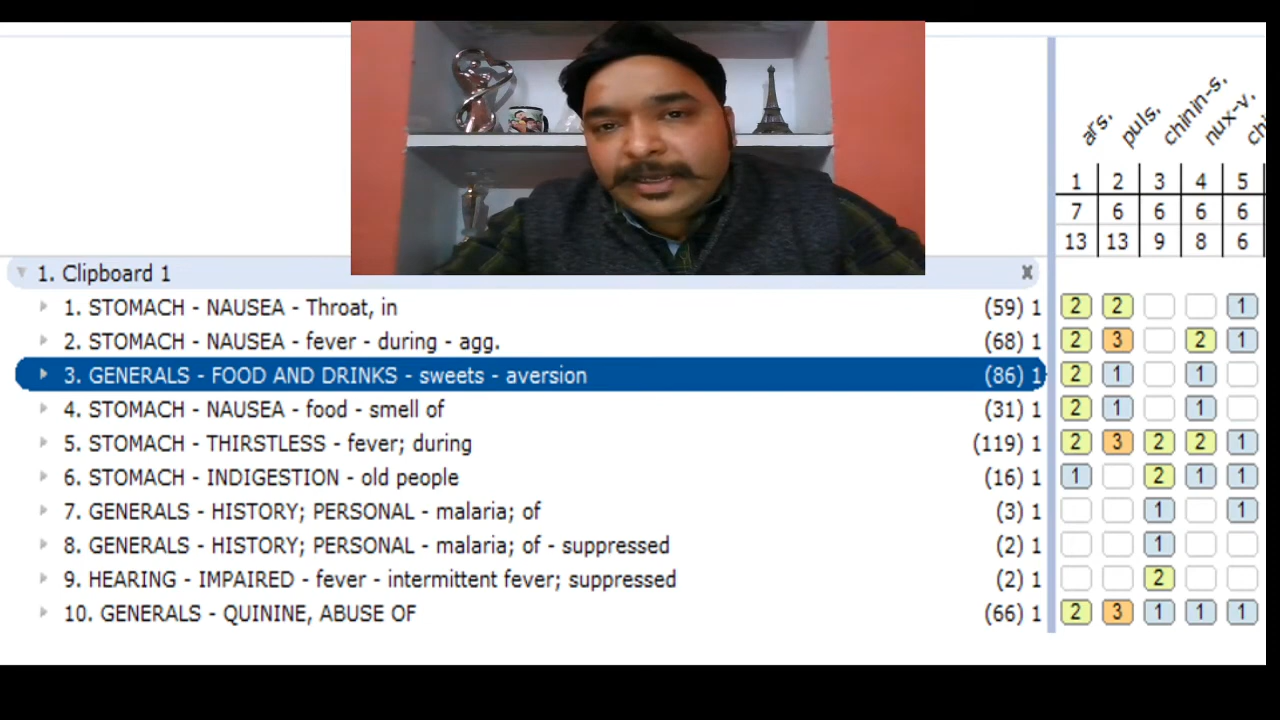 ars. puls. chinin-s. nux-v.
1 2 3 4 5
7 6 6 6 6
13 13 9 8 6
1. Clipboard 1 x
1. STOMACH - NAUSEA - Throat, in (59) 1 2 2 1
2. STOMACH - NAUSEA - fever - during - agg. (68) 1 2 3 2 1
3. GENERALS - FOOD AND DRINKS - sweets - aversion (86) 1 2 1 1
4. STOMACH - NAUSEA - food - smell of (31) 1 2 1 1
5. STOMACH - THIRSTLESS - fever; during (119) 1 2 3 2 2 1
6. STOMACH - INDIGESTION - old people (16) 1 1 2 1 1
7. GENERALS - HISTORY; PERSONAL - malaria; of (3) 1 1 1
8. GENERALS - HISTORY; PERSONAL - malaria; of - suppressed (2) 1 1
9. HEARING - IMPAIRED - fever - intermittent fever; suppressed (2) 1 2
10. GENERALS - QUININE, ABUSE OF (66) 1 2 3 1 1 1